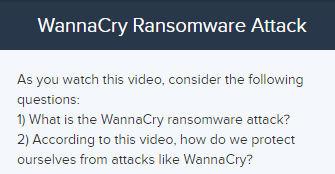 WannaCry Ransomware Attack
As you watch this video, consider the following
questions:
1) What is the WannaCry ransomware attack?
2) According to this video, how do we protect
ourselves from attacks like WannaCry?